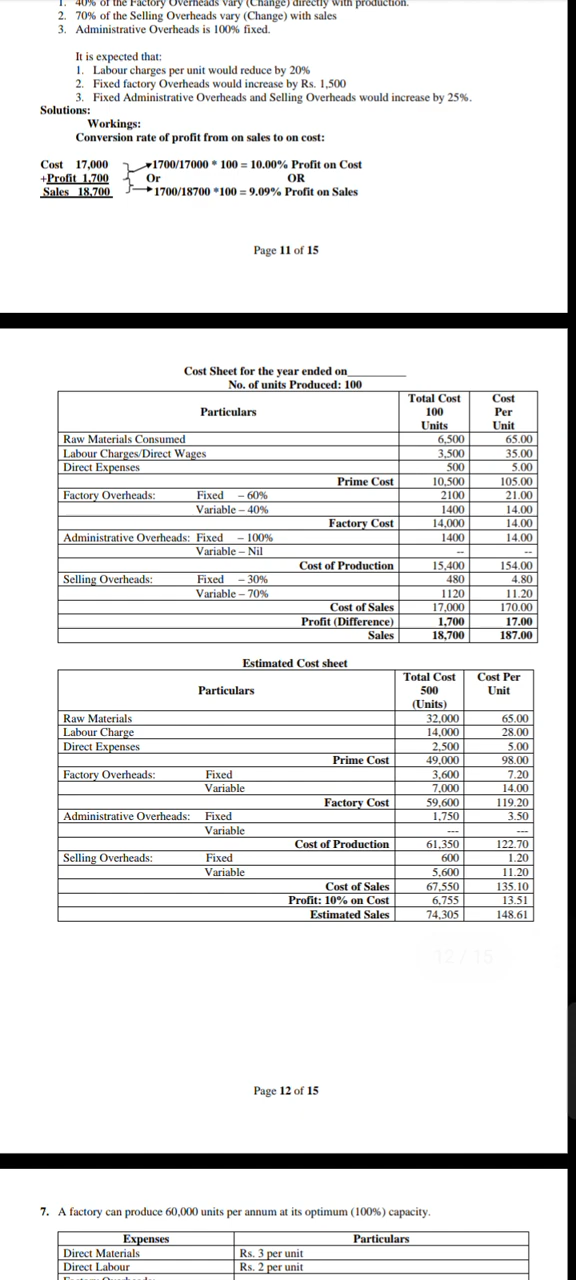 1. 40% of the Factory Overheads vary (Change) directly with production.
2. 70% of the Selling Overheads vary (Change) with sales
3. Administrative Overheads is 100% fixed.
It is expected that:
1. Labour charges per unit would reduce by 20%
2. Fixed factory Overheads would increase by Rs. 1,500
3. Fixed Administrative Overheads and Selling Overheads would increase by 25%.
Solutions:
Workings:
Conversion rate of profit from on sales to on cost:
Cost 17,000 1700/17000 * 100 = 10.00% Profit on Cost
+Profit 1,700 Or OR
Sales 18,700 1700/18700 *100 = 9.09% Profit on Sales
Page 11 of 15
Cost Sheet for the year ended on____________
No. of units Produced: 100
Particulars Total Cost 100 Units Cost Per Unit
Raw Materials Consumed 6,500 65.00
Labour Charges/Direct Wages 3,500 35.00
Direct Expenses 500 5.00
Prime Cost 10,500 105.00
Factory Overheads: Fixed – 60% 2100 21.00
Variable – 40% 1400 14.00
Factory Cost 14,000 14.00
Administrative Overheads: Fixed – 100% 1400 14.00
Variable – Nil -- --
Cost of Production 15,400 154.00
Selling Overheads: Fixed – 30% 480 4.80
Variable – 70% 1120 11.20
Cost of Sales 17,000 170.00
Profit (Difference) 1,700 17.00
Sales 18,700 187.00
Estimated Cost sheet
Particulars Total Cost 500 (Units) Cost Per Unit
Raw Materials 32,000 65.00
Labour Charge 14,000 28.00
Direct Expenses 2,500 5.00
Prime Cost 49,000 98.00
Factory Overheads: Fixed 3,600 7.20
Variable 7,000 14.00
Factory Cost 59,600 119.20
Administrative Overheads: Fixed 1,750 3.50
Variable --- ---
Cost of Production 61,350 122.70
Selling Overheads: Fixed 600 1.20
Variable 5,600 11.20
Cost of Sales 67,550 135.10
Profit: 10% on Cost 6,755 13.51
Estimated Sales 74,305 148.61
12 / 15
Page 12 of 15
7. A factory can produce 60,000 units per annum at its optimum (100%) capacity.
Expenses Particulars
Direct Materials Rs. 3 per unit
Direct Labour Rs. 2 per unit